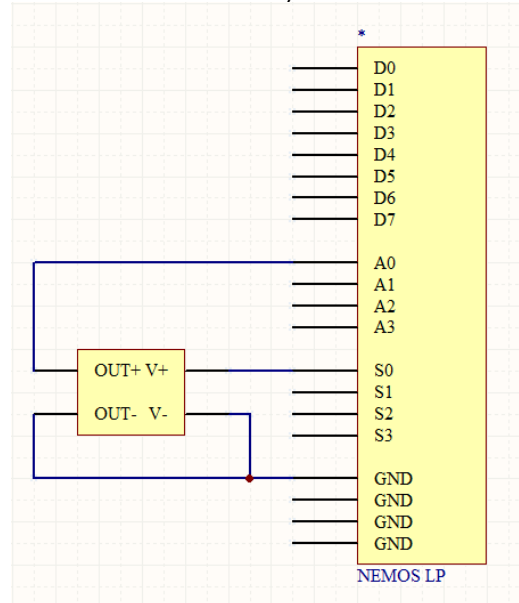 *
D0
D1
D2
D3
D4
D5
D6
D7
A0
A1
A2
A3
OUT+ V+
S0
S1
OUT- V-
S2
S3
GND
GND
GND
GND
NEMOS LP